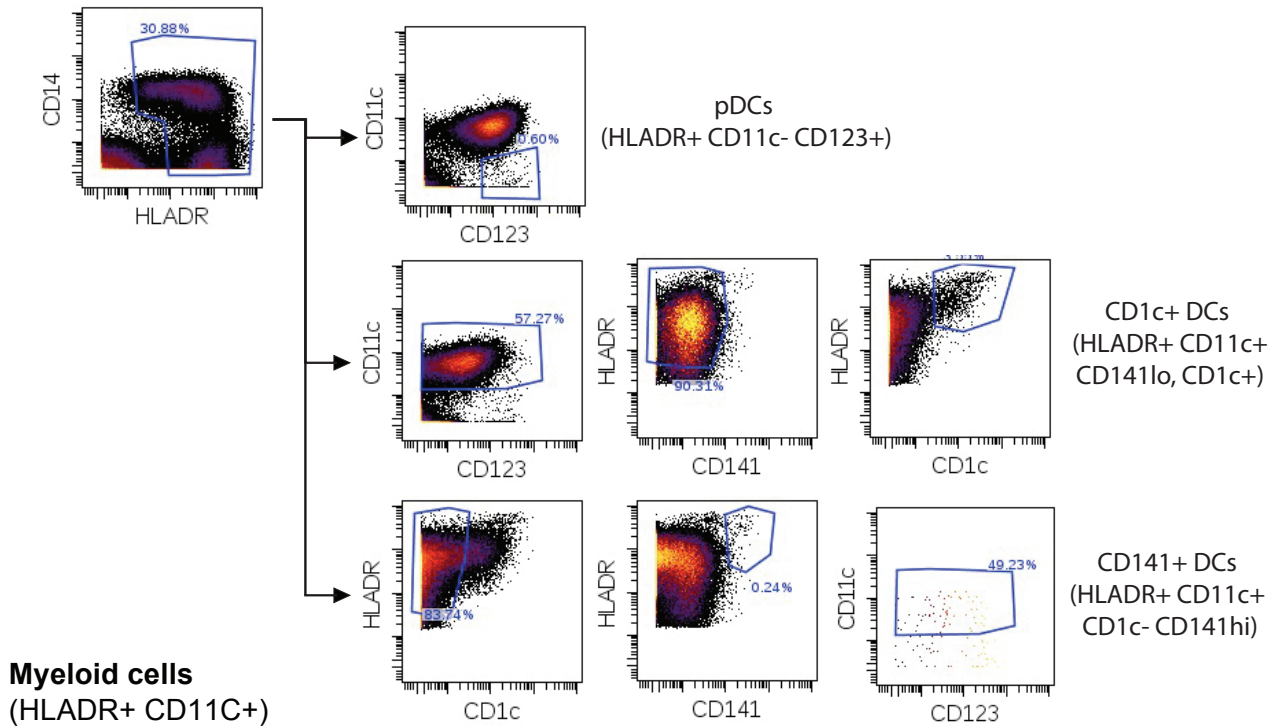 30.88%
CD14
HLADR
CD11c
0.60%
CD123
pDCs
(HLADR+ CD11c- CD123+)
CD11c
57.27%
CD123
HLADR
90.31%
CD141
HLADR
CD1c
CD1c+ DCs
(HLADR+ CD11c+
CD141lo, CD1c+)
HLADR
83.74%
CD1c
HLADR
0.24%
CD141
CD11c
49.23%
CD123
CD141+ DCs
(HLADR+ CD11c+
CD1c- CD141hi)
Myeloid cells
(HLADR+ CD11C+)